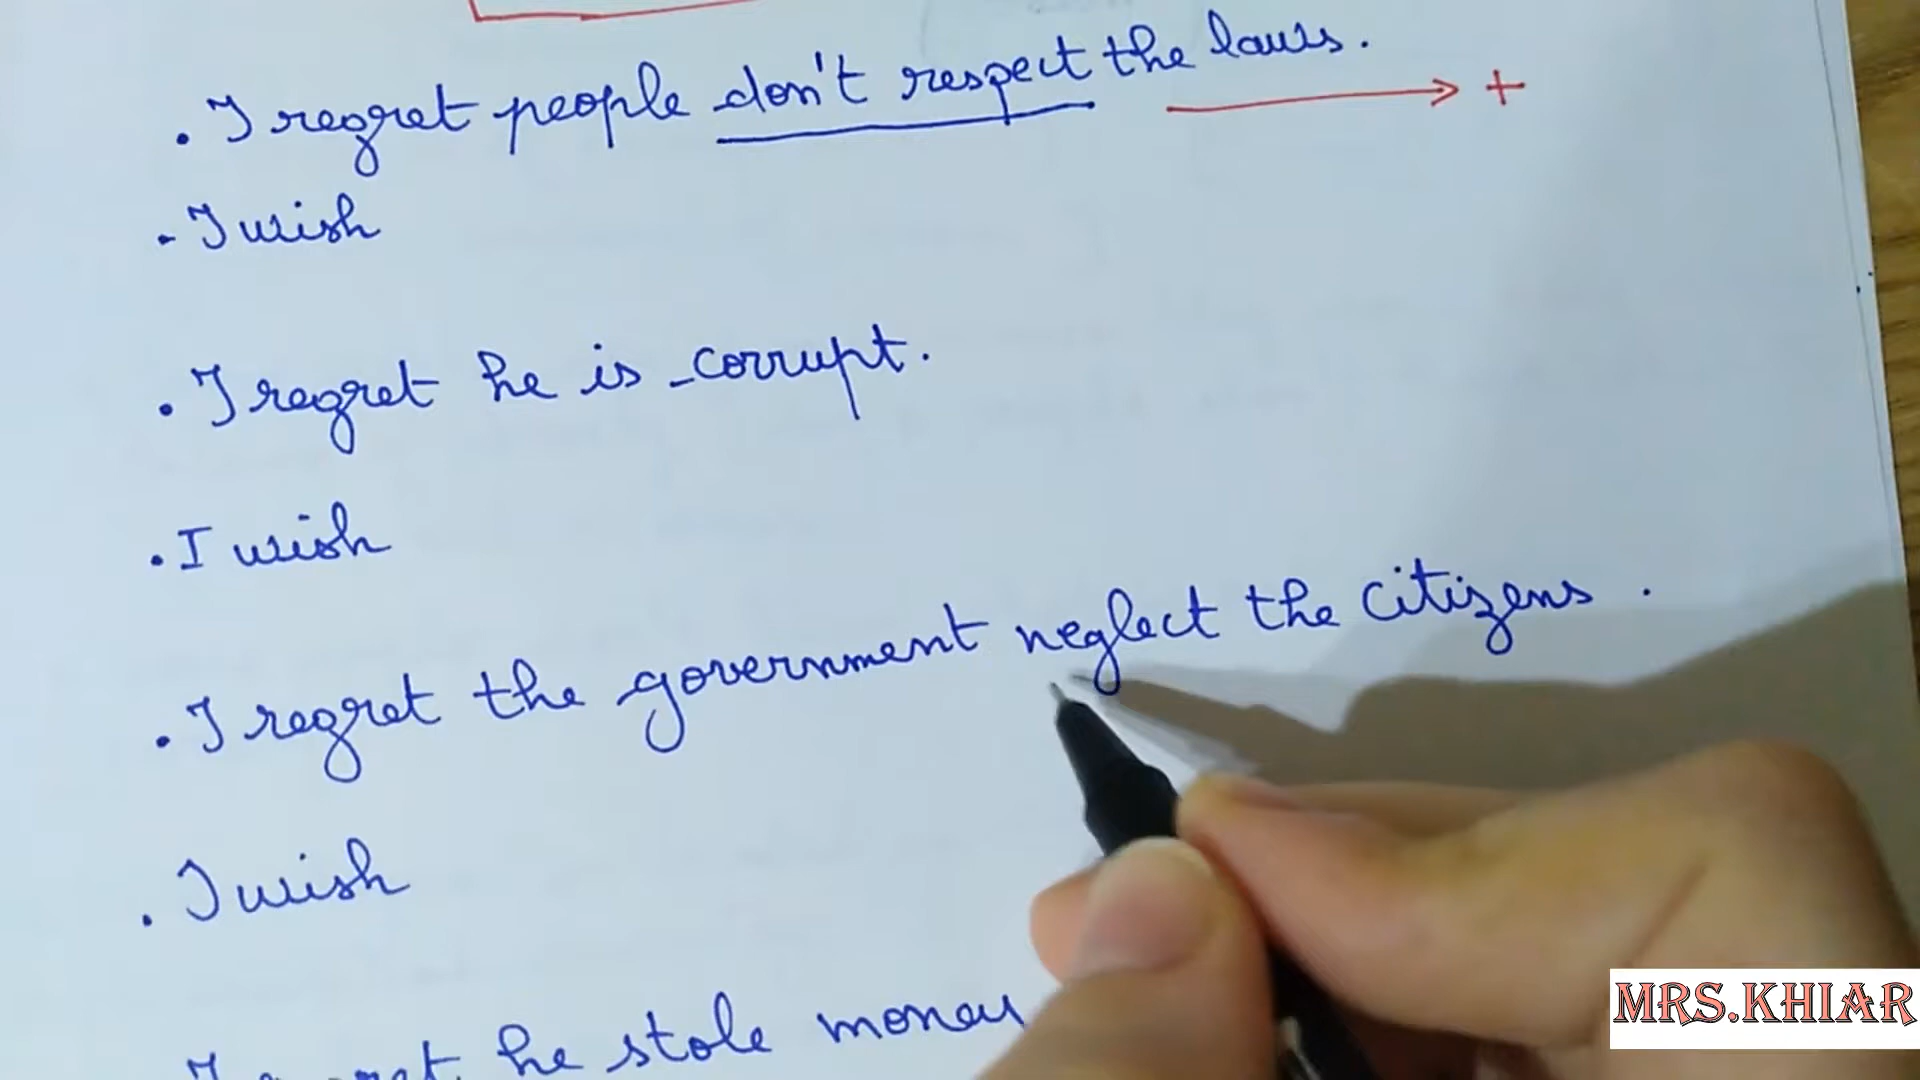 . I regret people don't respect the laws. → +
- I wish
. I regret he is corrupt.
. I wish
. I regret the government neglect the citizens.
. I wish
he stole money
MRS.KHIAR